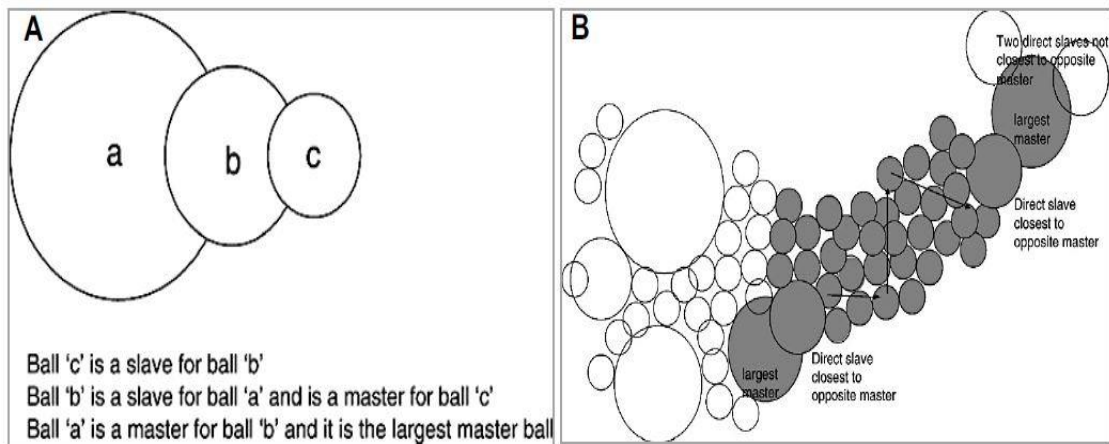 A
a
b
c
Ball 'c' is a slave for ball 'b'
Ball 'b' is a slave for ball 'a' and is a master for ball 'c'
Ball 'a' is a master for ball 'b' and it is the largest master ball
B
Two direct slaves not
closest to opposite
master
largest
master
Direct slave
closest to
opposite master
Direct slave
closest to
opposite master
largest
master